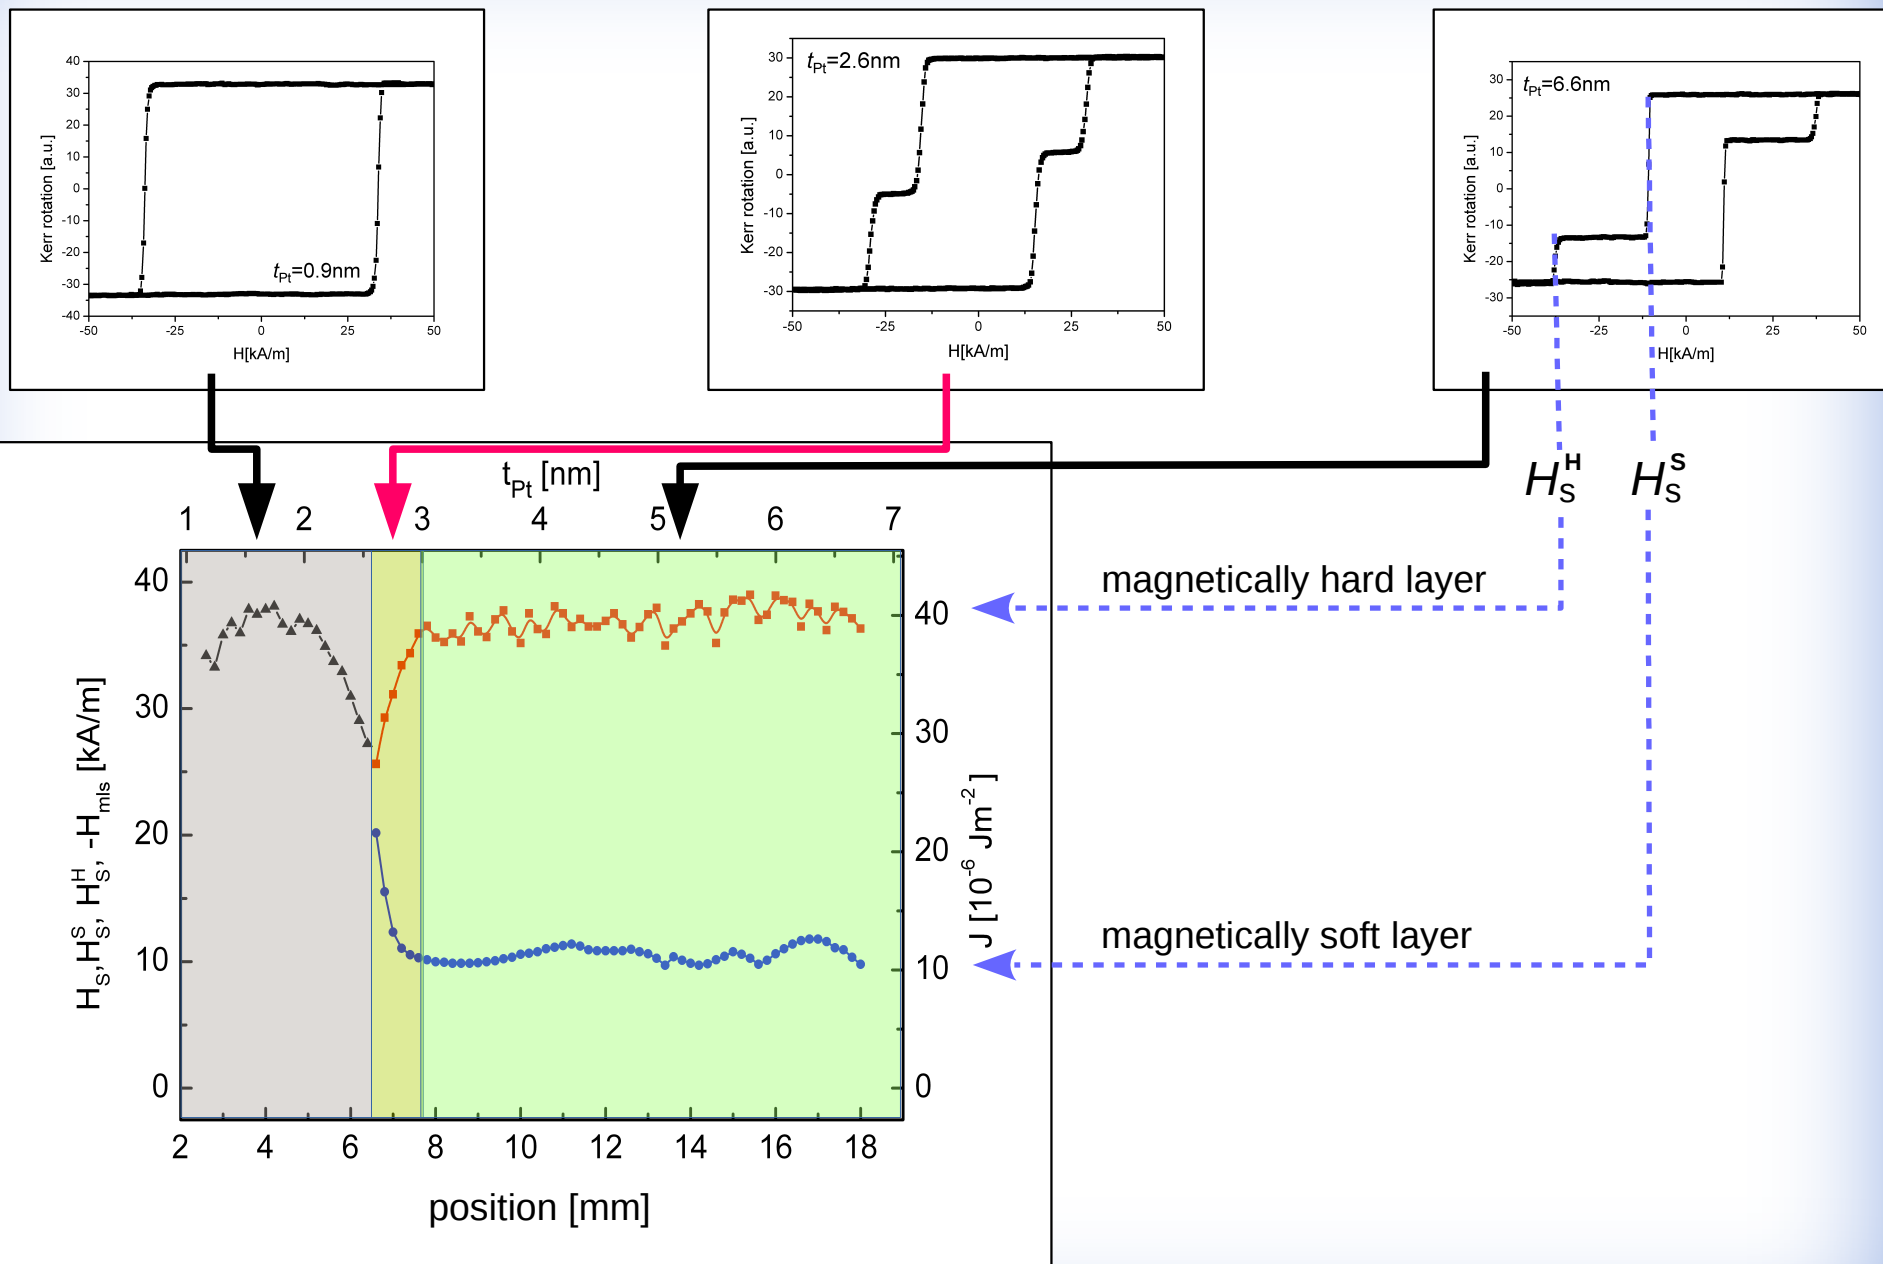 40
30
20
10
0
-10
-20
-30
-40
Kerr rotation [a.u.]
tPt=0.9nm
-50 -25 0 25 50
H[kA/m]
30
20
10
0
-10
-20
-30
Kerr rotation [a.u.]
tPt=2.6nm
-50 -25 0 25 50
H[kA/m]
30
20
10
0
-10
-20
-30
Kerr rotation [a.u.]
tPt=6.6nm
-50 -25 0 25 50
H[kA/m]
HSH HSS
tPt [nm]
1 2 3 4 5 6 7
40
30
20
10
0
HS,HSS, HSH, -Hmls [kA/m]
40
30
20
10
0
J [10-6 Jm-2]
2 4 6 8 10 12 14 16 18
position [mm]
magnetically hard layer
magnetically soft layer